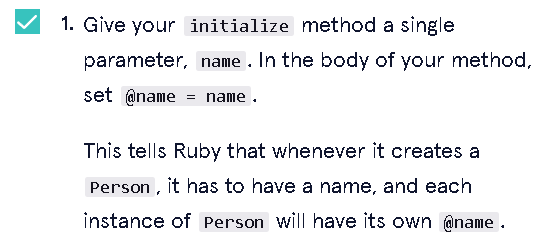 1. Give your initialize method a single
parameter, name. In the body of your method,
set @name = name.
This tells Ruby that whenever it creates a
Person, it has to have a name, and each
instance of Person will have its own @name.